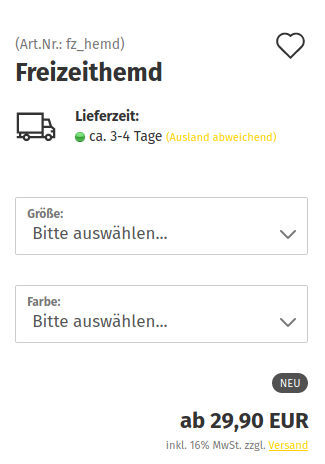 (Art.Nr.: fz_hemd)
Freizeithemd
Lieferzeit:
ca. 3-4 Tage (Ausland abweichend)
Größe:
Bitte auswählen...
Farbe:
Bitte auswählen...
NEU
ab 29,90 EUR
inkl. 16% MwSt. zzgl. Versand